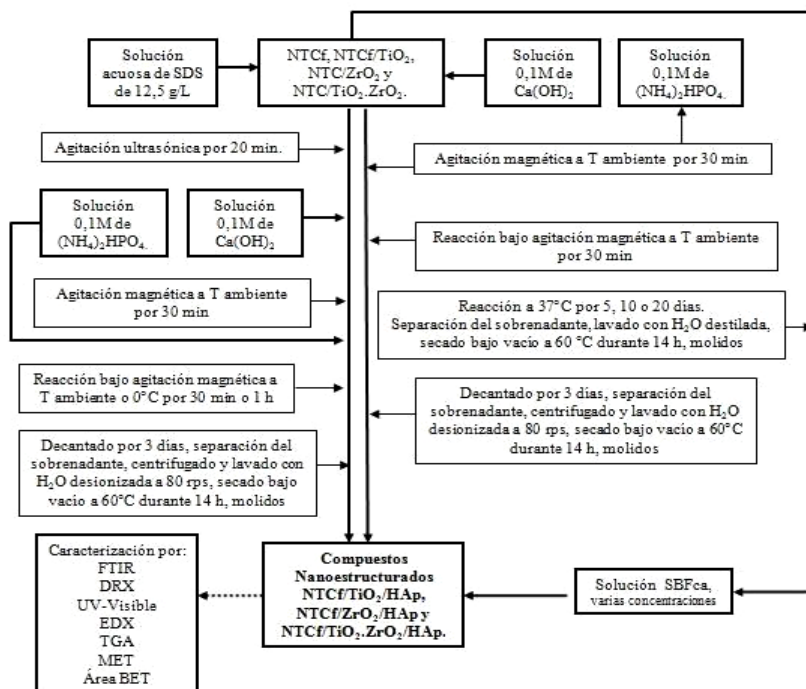 Solución
acuosa de SDS
de 12,5 g/L
NTCf, NTCf/TiO₂,
NTC/ZrO₂ y
NTC/TiO₂.ZrO₂.
Solución
0,1M de
Ca(OH)₂
Solución
0,1M de
(NH₄)₂HPO₄.
Agitación ultrasónica por 20 min.
Agitación magnética a T ambiente por 30 min
Solución
0,1M de
(NH₄)₂HPO₄.
Solución
0,1M de
Ca(OH)₂
Reacción bajo agitación magnética a T ambiente
por 30 min
Agitación magnética a T ambiente
por 30 min
Reacción a 37°C por 5, 10 o 20 dias.
Separación del sobrenadante, lavado con H₂O destilada,
secado bajo vacío a 60 °C durante 14 h, molidos
Reacción bajo agitación magnética a
T ambiente o 0°C por 30 min o 1 h
Decantado por 3 días, separación del
sobrenadante, centrifugado y lavado con H₂O
desionizada a 80 rps, secado bajo vacío a 60°C
durante 14 h, molidos
Decantado por 3 días, separación del
sobrenadante, centrifugado y lavado con
H₂O desionizada a 80 rps, secado bajo
vacío a 60°C durante 14 h, molidos
Caracterización por:
FTIR
DRX
UV-Visible
EDX
TGA
MET
Área BET
Compuestos
Nanoestructurados
NTCf/TiO₂/HAp,
NTCf/ZrO₂/HAp y
NTCf/TiO₂.ZrO₂/HAp.
Solución SBFca,
varias concentraciones